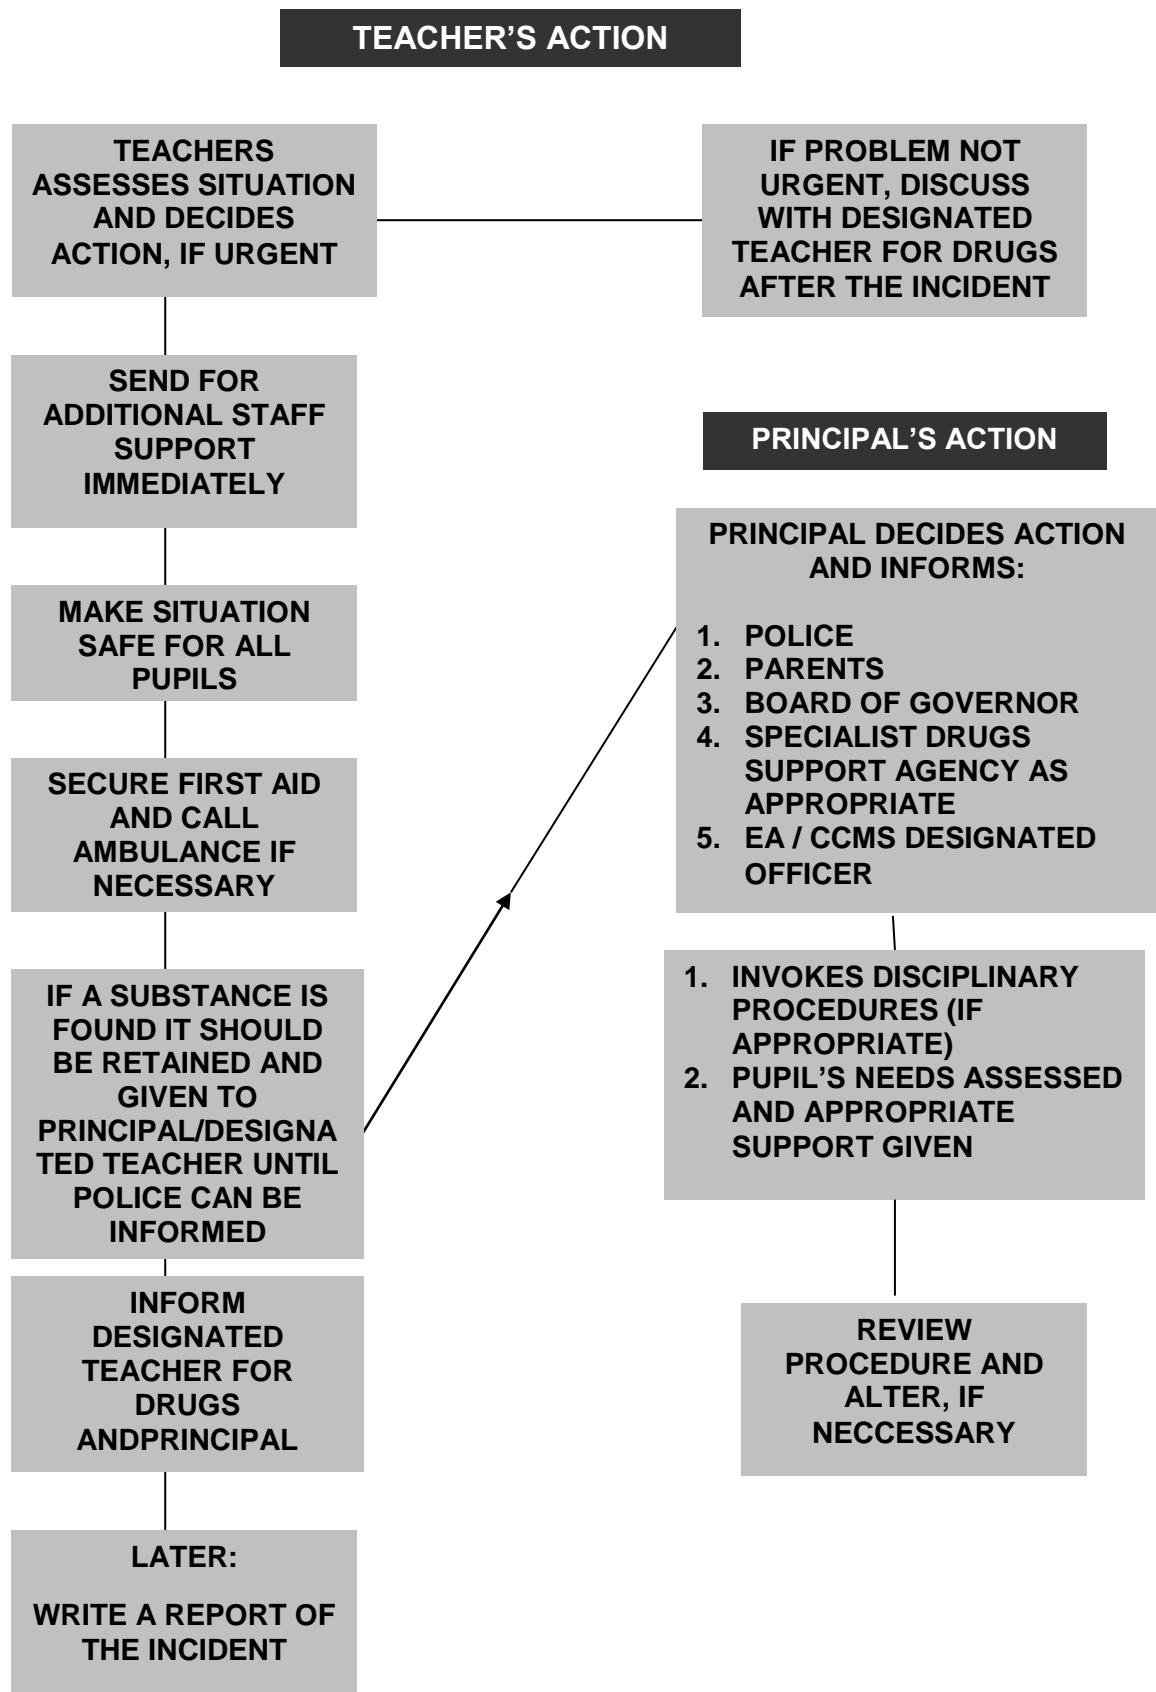 TEACHER’S ACTION
TEACHERS
ASSESSES SITUATION
AND DECIDES
ACTION, IF URGENT
IF PROBLEM NOT
URGENT, DISCUSS
WITH DESIGNATED
TEACHER FOR DRUGS
AFTER THE INCIDENT
SEND FOR
ADDITIONAL STAFF
SUPPORT
IMMEDIATELY
MAKE SITUATION
SAFE FOR ALL
PUPILS
SECURE FIRST AID
AND CALL
AMBULANCE IF
NECESSARY
IF A SUBSTANCE IS
FOUND IT SHOULD
BE RETAINED AND
GIVEN TO
PRINCIPAL/DESIGNA
TED TEACHER UNTIL
POLICE CAN BE
INFORMED
INFORM
DESIGNATED
TEACHER FOR
DRUGS
ANDPRINCIPAL
LATER:
WRITE A REPORT OF
THE INCIDENT
PRINCIPAL’S ACTION
PRINCIPAL DECIDES ACTION
AND INFORMS:
1. POLICE
2. PARENTS
3. BOARD OF GOVERNOR
4. SPECIALIST DRUGS
SUPPORT AGENCY AS
APPROPRIATE
5. EA / CCMS DESIGNATED
OFFICER
1. INVOKES DISCIPLINARY
PROCEDURES (IF
APPROPRIATE)
2. PUPIL’S NEEDS ASSESSED
AND APPROPRIATE
SUPPORT GIVEN
REVIEW
PROCEDURE AND
ALTER, IF
NECCESSARY